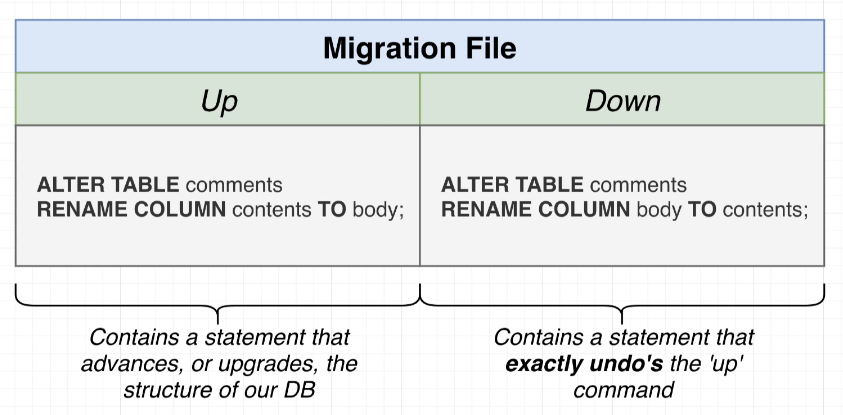 Migration File
Up
Down
ALTER TABLE comments
RENAME COLUMN contents TO body;
ALTER TABLE comments
RENAME COLUMN body TO contents;
Contains a statement that
advances, or upgrades, the
structure of our DB
Contains a statement that
exactly undo's the 'up'
command